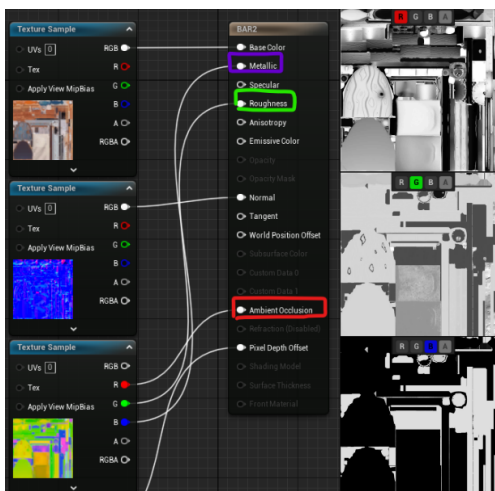 Texture Sample
UVs 0
Tex
Apply View MipBias
RGB
R
G
B
A
RGBA
Texture Sample
UVs 0
Tex
Apply View MipBias
RGB
R
G
B
A
RGBA
Texture Sample
UVs 0
Tex
Apply View MipBias
RGB
R
G
B
A
RGBA
BAR2
Base Color
Metallic
Specular
Roughness
Anisotropy
Emissive Color
Opacity
Opacity Mask
Normal
Tangent
World Position Offset
Subsurface Color
Custom Data 0
Custom Data 1
Ambient Occlusion
Refraction (Disabled)
Pixel Depth Offset
Shading Model
Surface Thickness
Front Material
R G B A
R G B A
R G B A